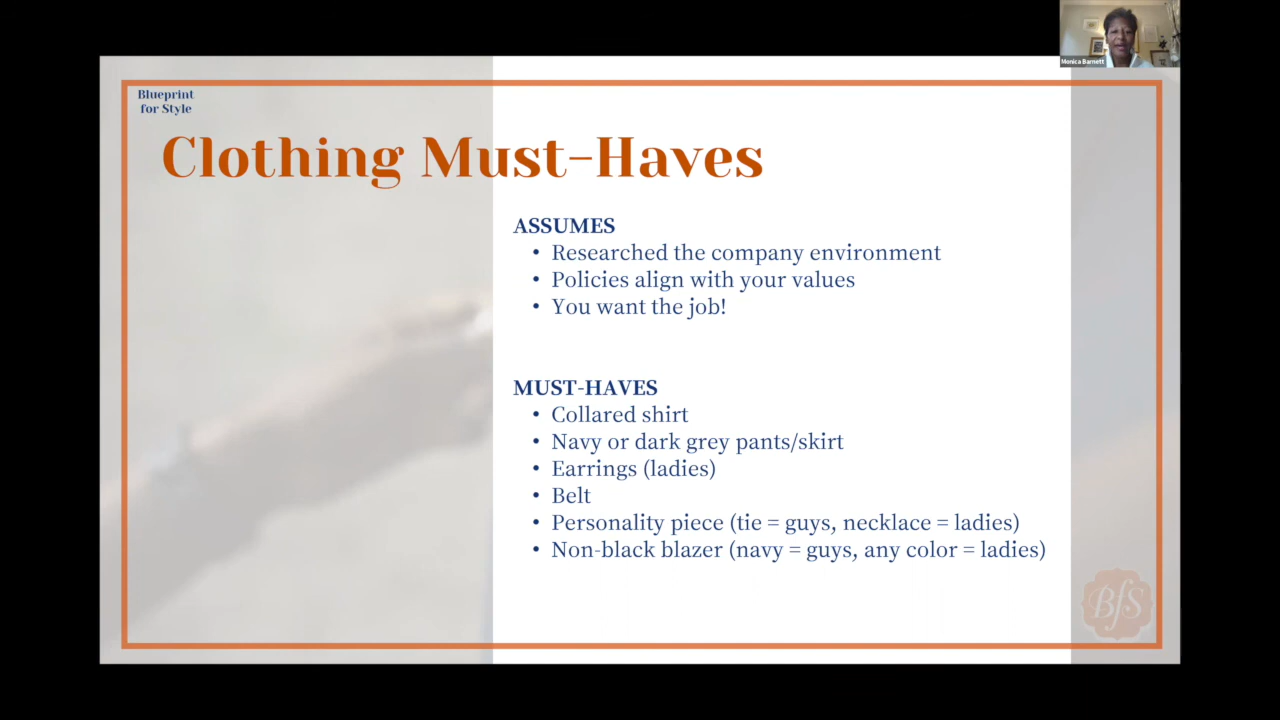 Monica Barnett
Blueprint
for Style
Clothing Must-Haves
ASSUMES
• Researched the company environment
• Policies align with your values
• You want the job!
MUST-HAVES
• Collared shirt
• Navy or dark grey pants/skirt
• Earrings (ladies)
• Belt
• Personality piece (tie = guys, necklace = ladies)
• Non-black blazer (navy = guys, any color = ladies)
BfS